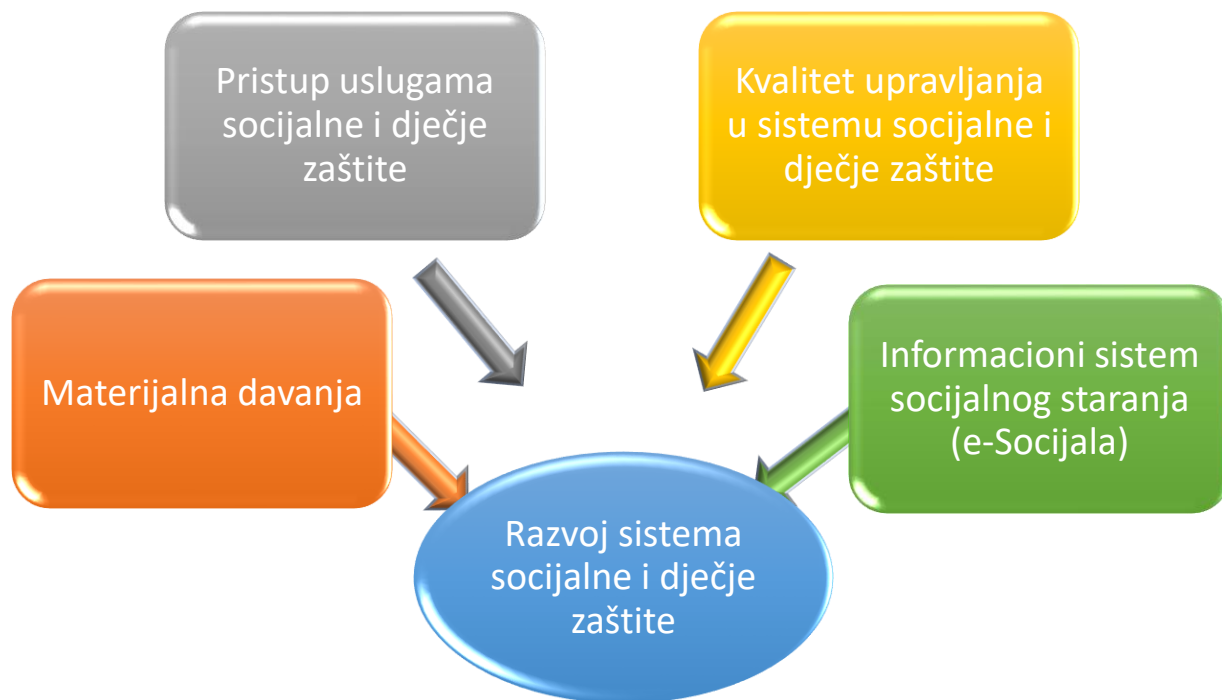 Pristup uslugama
socijalne i dječje
zaštite
Kvalitet upravljanja
u sistemu socijalne i
dječje zaštite
Materijalna davanja
Informacioni sistem
socijalnog staranja
(e-Socijala)
Razvoj sistema
socijalne i dječje
zaštite